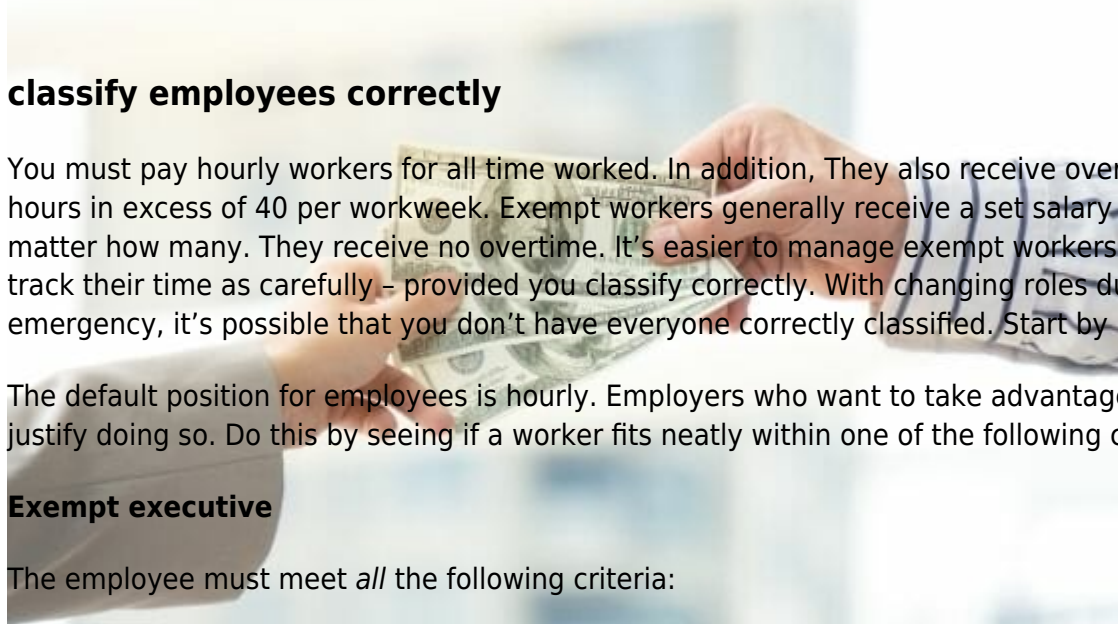 classify employees correctly
You must pay hourly workers for all time worked. In addition, They also receive over
hours in excess of 40 per workweek. Exempt workers generally receive a set salary
matter how many. They receive no overtime. It’s easier to manage exempt workers
track their time as carefully – provided you classify correctly. With changing roles du
emergency, it’s possible that you don’t have everyone correctly classified. Start by
The default position for employees is hourly. Employers who want to take advantage
justify doing so. Do this by seeing if a worker fits neatly within one of the following
Exempt executive
The employee must meet all the following criteria: